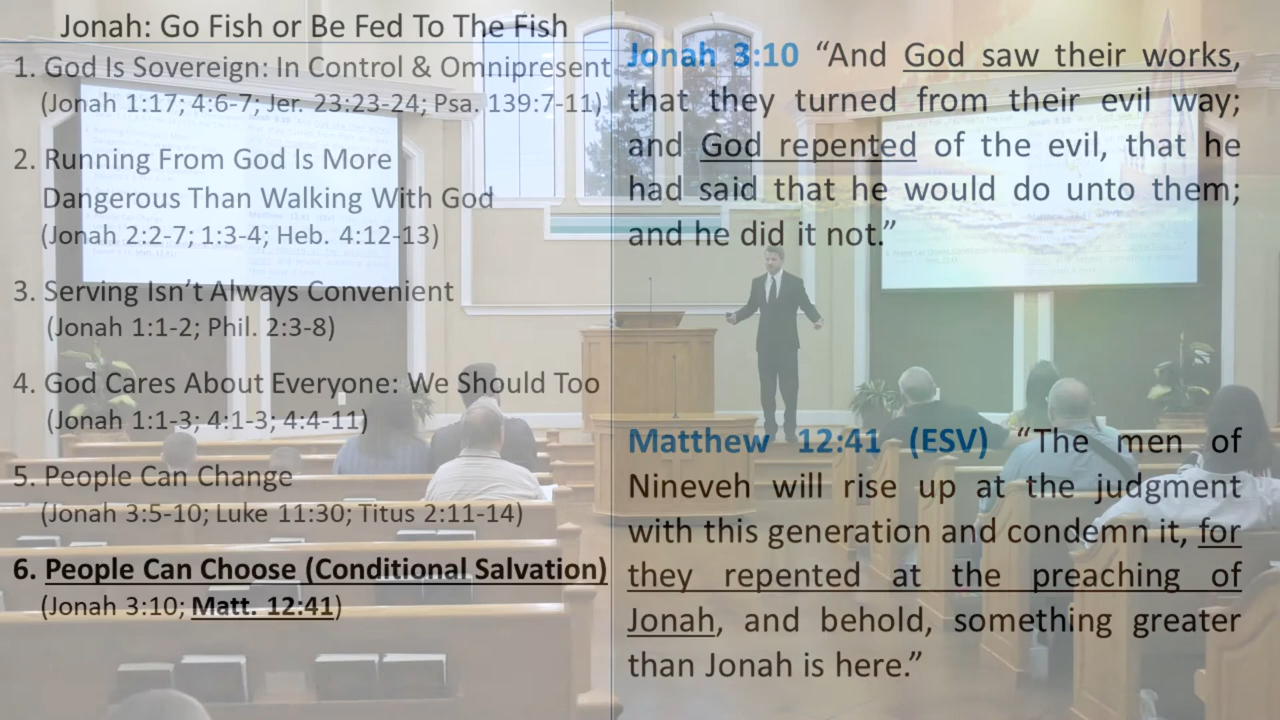 Jonah: Go Fish or Be Fed To The Fish
1. God Is Sovereign: In Control & Omnipresent
(Jonah 1:17; 4:6-7; Jer. 23:23-24; Psa. 139:7-11)
2. Running From God Is More
Dangerous Than Walking With God
(Jonah 2:2-7; 1:3-4; Heb. 4:12-13)
3. Serving Isn’t Always Convenient
(Jonah 1:1-2; Phil. 2:3-8)
4. God Cares About Everyone: We Should Too
(Jonah 1:1-3; 4:1-3; 4:4-11)
5. People Can Change
(Jonah 3:5-10; Luke 11:30; Titus 2:11-14)
6. People Can Choose (Conditional Salvation)
(Jonah 3:10; Matt. 12:41)
Jonah 3:10 “And God saw their works,
that they turned from their evil way;
and God repented of the evil, that he
had said that he would do unto them;
and he did it not.”
Matthew 12:41 (ESV) “The men of
Nineveh will rise up at the judgment
with this generation and condemn it, for
they repented at the preaching of
Jonah, and behold, something greater
than Jonah is here.”